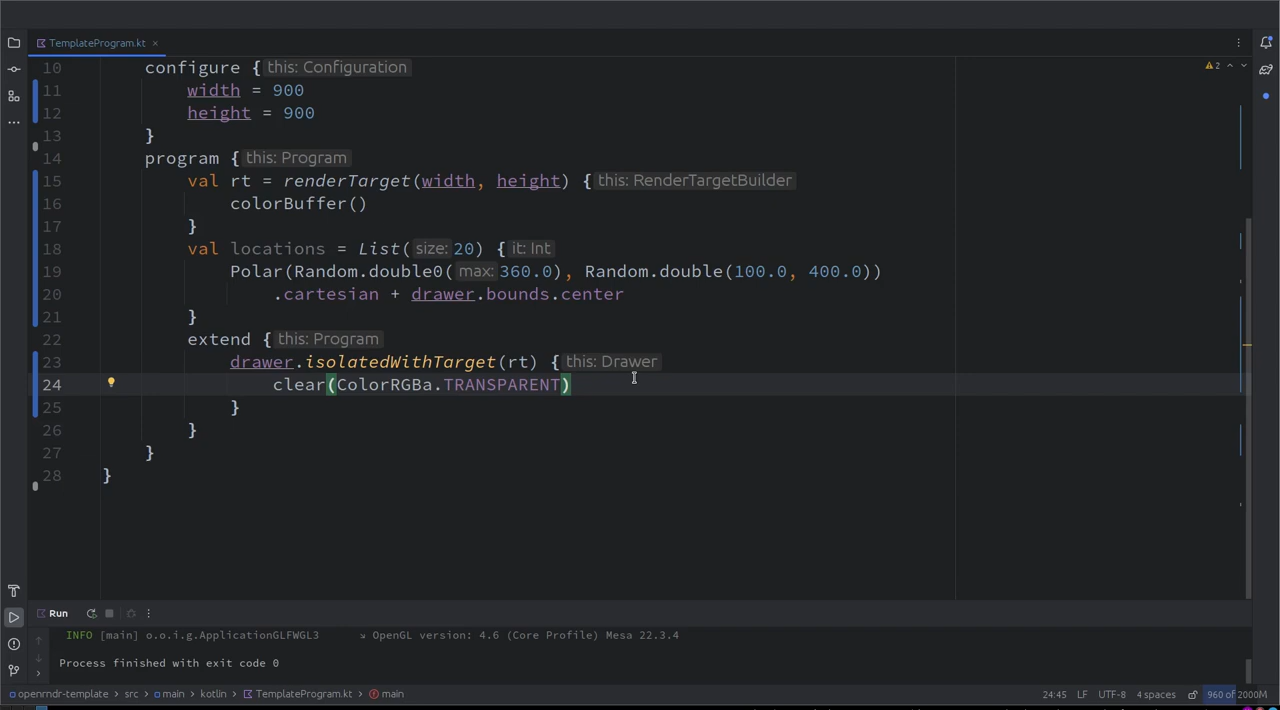 TemplateProgram.kt ×
2
10 configure { this: Configuration
11 width = 900
12 height = 900
13 }
14 program { this: Program
15 val rt = renderTarget(width, height) { this: RenderTargetBuilder
16 colorBuffer()
17 }
18 val locations = List( size: 20) { it: Int
19 Polar(Random.double0( max: 360.0), Random.double(100.0, 400.0))
20 .cartesian + drawer.bounds.center
21 }
22 extend { this: Program
23 drawer.isolatedWithTarget(rt) { this: Drawer
24 clear(ColorRGBa.TRANSPARENT)
25 }
26 }
27 }
28 }
Run
INFO [main] o.o.i.g.ApplicationGLFWGL3 ↘ OpenGL version: 4.6 (Core Profile) Mesa 22.3.4
Process finished with exit code 0
openrndr-template > src > main > kotlin > TemplateProgram.kt > main 24:45 LF UTF-8 4 spaces 960 of 2000M